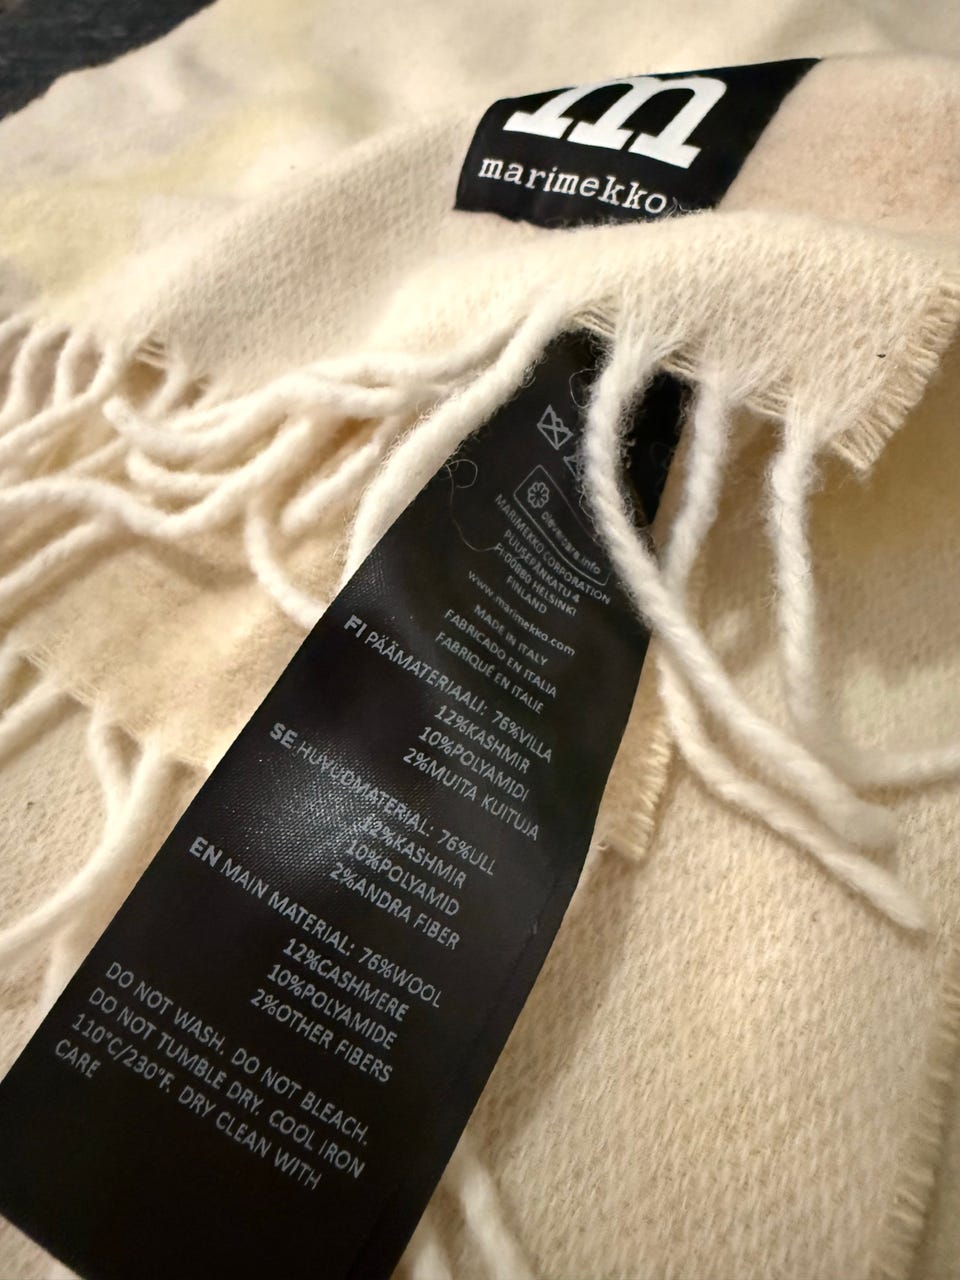 m
marimekko
clevercare.info
MARIMEKKO CORPORATION
PUUSEPÄNKATU 4
FI-00880 HELSINKI
FINLAND
www.marimekko.com
MADE IN ITALY
FABRICADO EN ITALIA
FABRIQUÉ EN ITALIE
FI PÄÄMATERIAALI: 76%VILLA
12%KASHMIR
10%POLYAMIDI
2%MUITA KUITUJA
SE HUVUDMATERIAL: 76%ULL
12%KASHMIR
10%POLYAMID
2%ANDRA FIBER
EN MAIN MATERIAL: 76%WOOL
12%CASHMERE
10%POLYAMIDE
2%OTHER FIBERS
DO NOT WASH. DO NOT BLEACH.
DO NOT TUMBLE DRY. COOL IRON
110°C/230°F. DRY CLEAN WITH
CARE